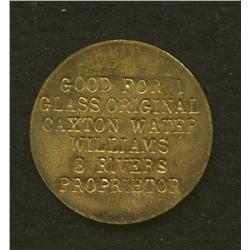 GOOD FOR 1
GLASS ORIGINAL
CAXTON WATER
WILLIAMS
3 RIVERS
PROPRIETOR